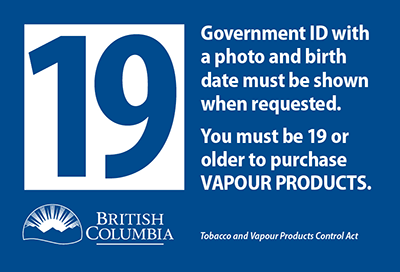 19
Government ID with
a photo and birth
date must be shown
when requested.
You must be 19 or
older to purchase
VAPOUR PRODUCTS.
BRITISH
COLUMBIA
Tobacco and Vapour Products Control Act